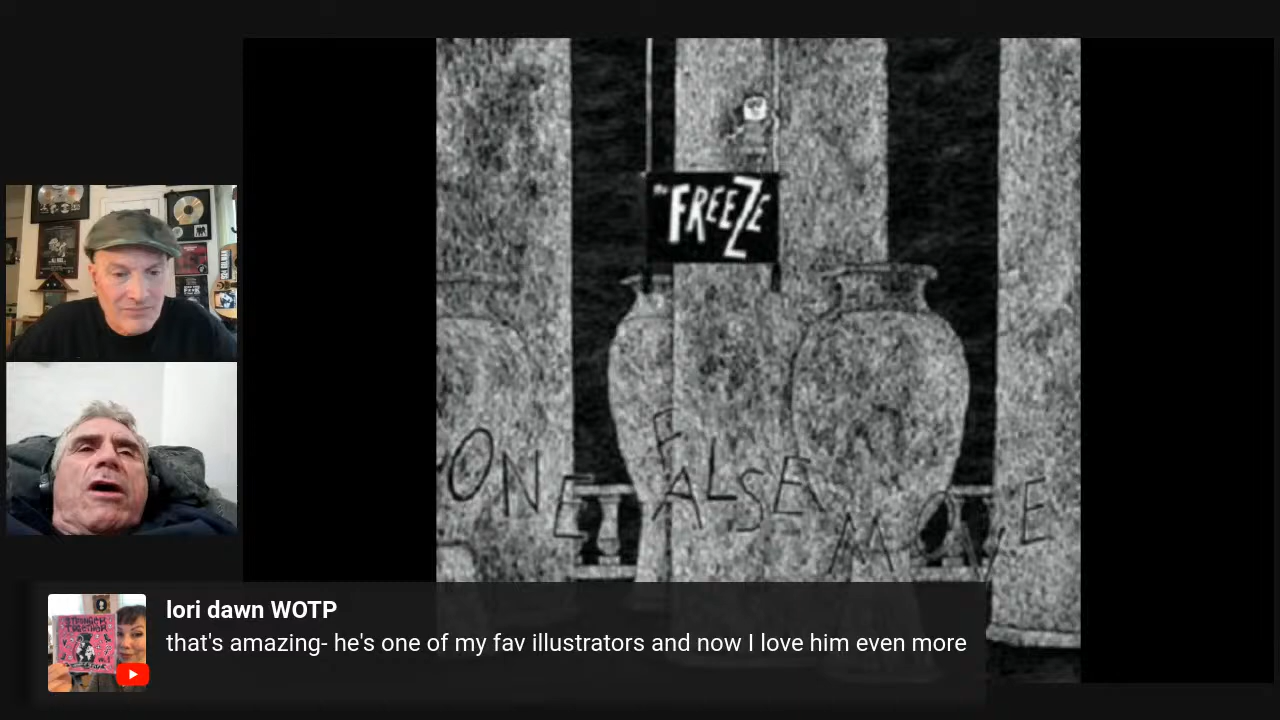 the FREEZE
ONE FALSE MOVE
lori dawn WOTP
that's amazing- he's one of my fav illustrators and now I love him even more